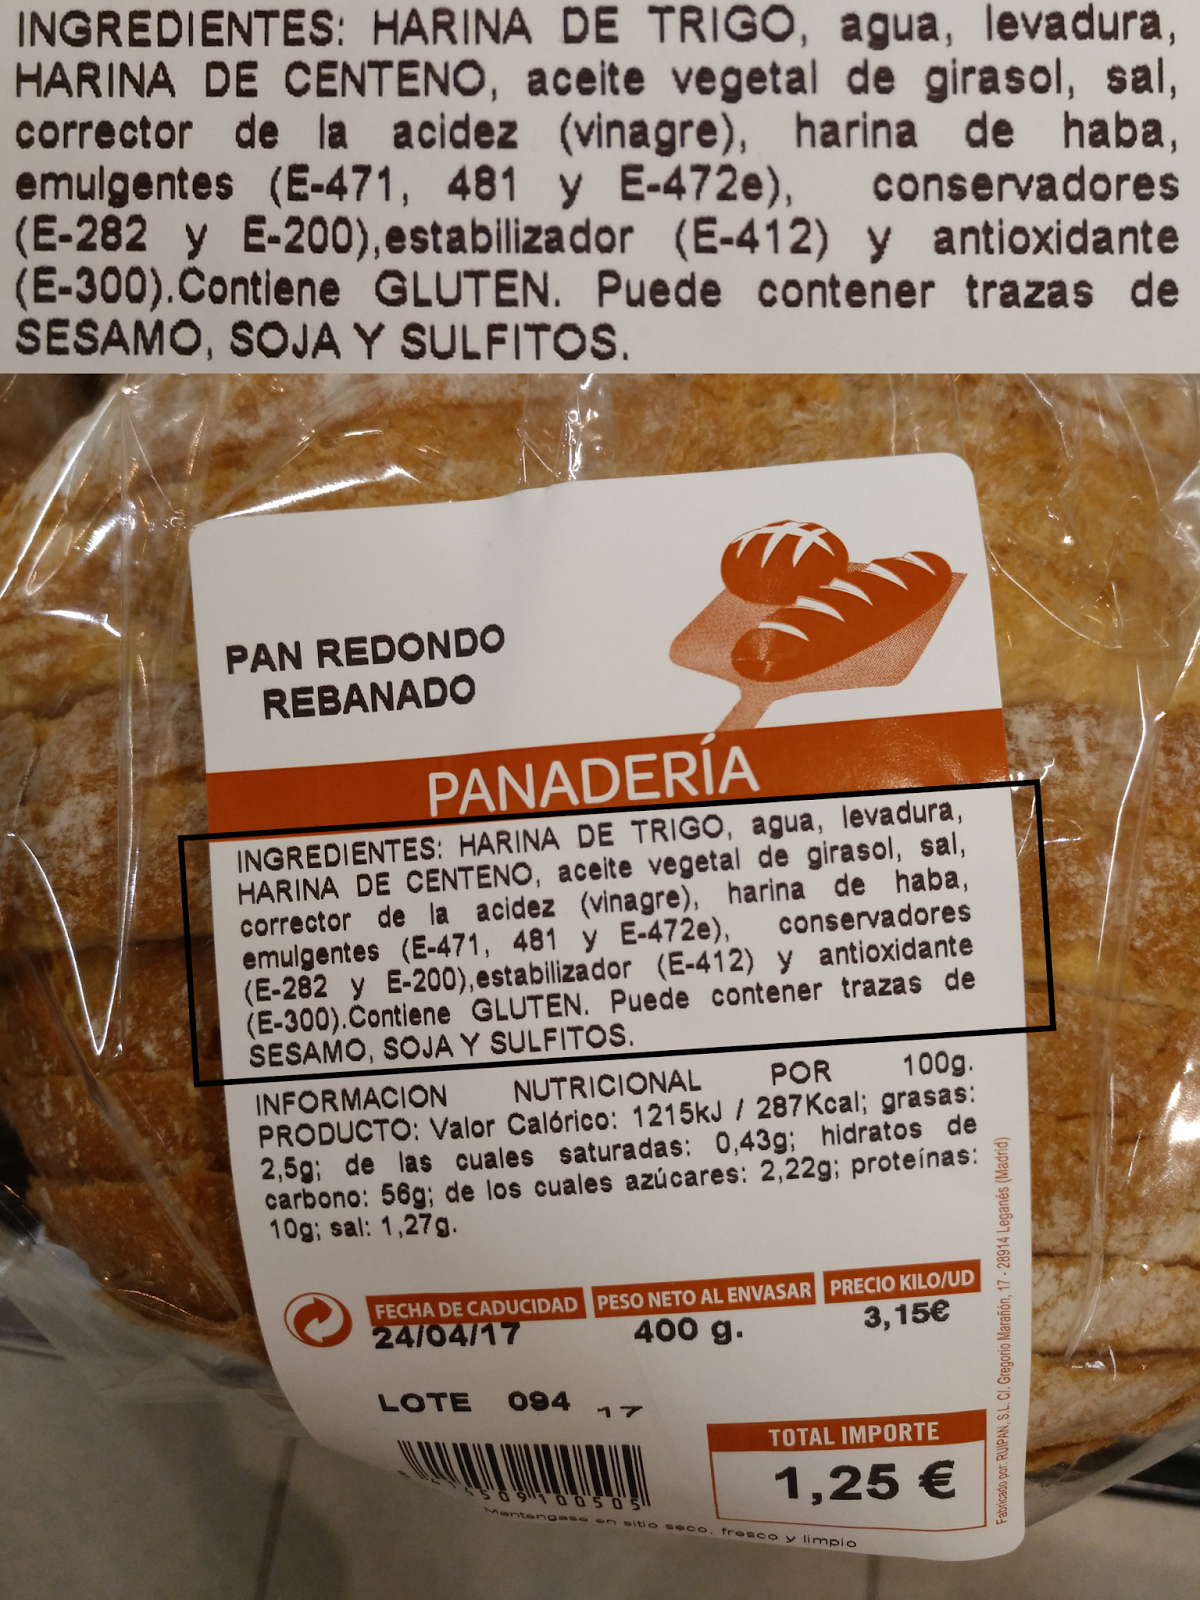 INGREDIENTES: HARINA DE TRIGO, agua, levadura,
HARINA DE CENTENO, aceite vegetal de girasol, sal,
corrector de la acidez (vinagre), harina de haba,
emulgentes (E-471, 481 y E-472e), conservadores
(E-282 y E-200),estabilizador (E-412) y antioxidante
(E-300).Contiene GLUTEN. Puede contener trazas de
SESAMO, SOJA Y SULFITOS.
PAN REDONDO
REBANADO
PANADERÍA
INGREDIENTES: HARINA DE TRIGO, agua, levadura,
HARINA DE CENTENO, aceite vegetal de girasol, sal,
corrector de la acidez (vinagre), harina de haba,
emulgentes (E-471, 481 y E-472e), conservadores
(E-282 y E-200),estabilizador (E-412) y antioxidante
(E-300).Contiene GLUTEN. Puede contener trazas de
SESAMO, SOJA Y SULFITOS.
INFORMACION NUTRICIONAL POR 100g.
PRODUCTO: Valor Calórico: 1215kJ / 287Kcal; grasas:
2,5g; de las cuales saturadas: 0,43g; hidratos de
carbono: 56g; de los cuales azúcares: 2,22g; proteínas:
10g; sal: 1,27g.
FECHA DE CADUCIDAD PESO NETO AL ENVASAR PRECIO KILO/UD
24/04/17 400 g. 3,15€
LOTE 094 17
TOTAL IMPORTE
1,25 €
Mantengase en sitio seco, fresco y limpio
Fabricado por: RUIPAN, S.L. C/. Gregorio Marañón, 17 - 28914 Leganés (Madrid)